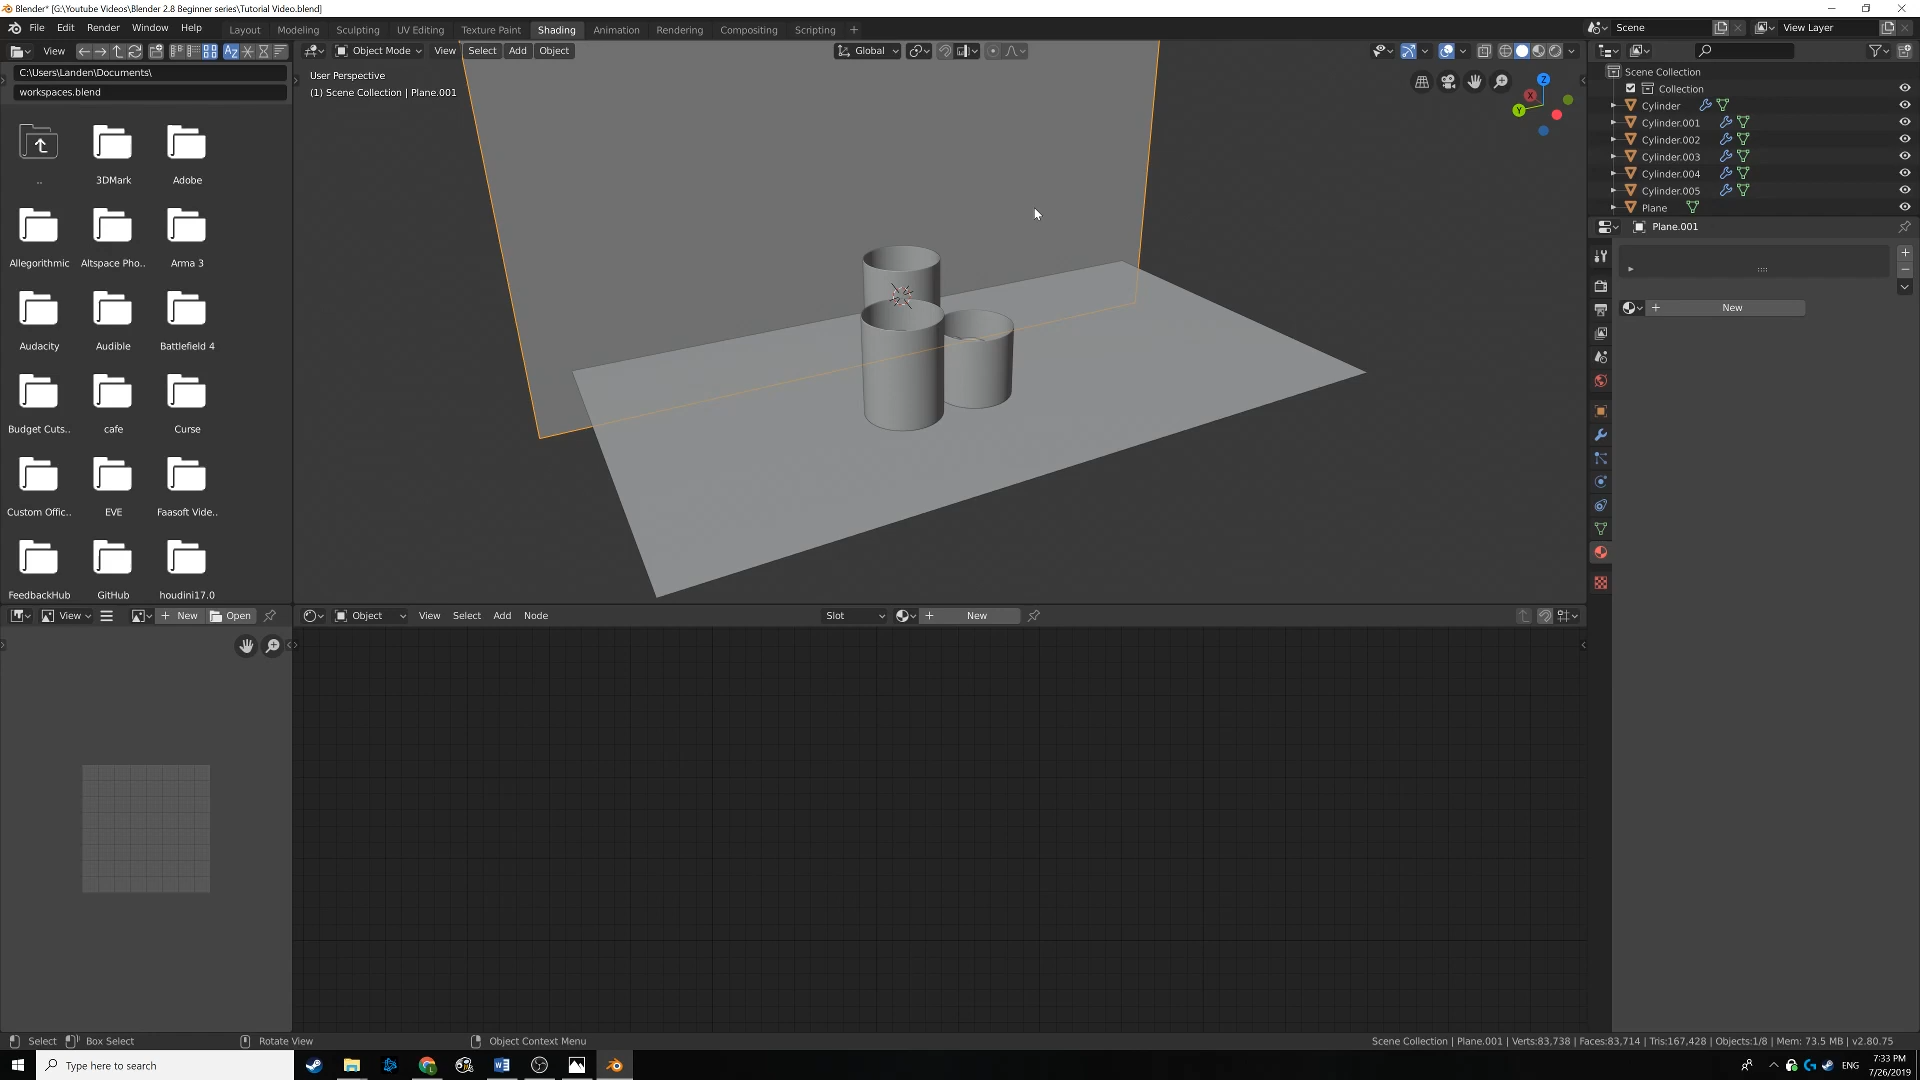 Blender* [G:\Youtube Videos\Blender 2.8 Beginner series\Tutorial Video.blend]
File Edit Render Window Help Layout Modeling Sculpting UV Editing Texture Paint Shading Animation Rendering Compositing Scripting + Scene View Layer
View Object Mode View Select Add Object Global
C:\Users\Landen\Documents\
workspaces.blend
User Perspective
(1) Scene Collection | Plane.001
Scene Collection
Collection
Cylinder
Cylinder.001
Cylinder.002
Cylinder.003
Cylinder.004
Cylinder.005
Plane
Plane.001
+ New
.. 3DMark Adobe
Allegorithmic Altspace Pho.. Arma 3
Audacity Audible Battlefield 4
Budget Cuts.. cafe Curse
Custom Offic.. EVE Faasoft Vide..
FeedbackHub GitHub houdini17.0
X Y Z
View + New Open Object View Select Add Node Slot + New
Select Box Select Rotate View Object Context Menu Scene Collection | Plane.001 | Verts:83,738 | Faces:83,714 | Tris:167,428 | Objects:1/8 | Mem: 73.5 MB | v2.80.75
Type here to search
ENG
7:33 PM
7/26/2019